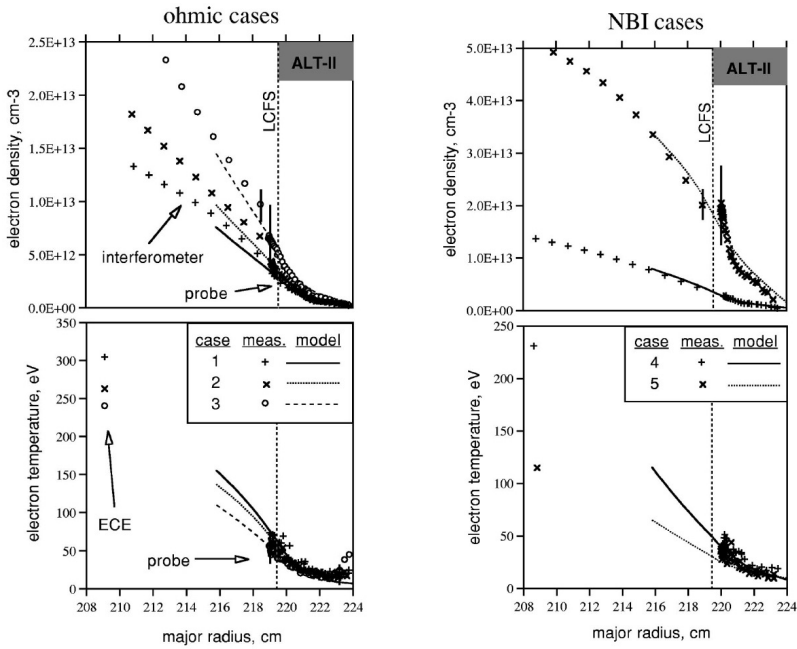 ohmic cases
NBI cases
electron density, cm-3
2.5E+13
2.0E+13
1.5E+13
1.0E+13
5.0E+12
0.0E+00
LCFS
ALT-II
interferometer
probe
electron density, cm-3
5.0E+13
4.0E+13
3.0E+13
2.0E+13
1.0E+13
0.0E+00
LCFS
ALT-II
electron temperature, eV
350
300
250
200
150
100
50
0
case meas. model
1
2
3
ECE
probe
208 210 212 214 216 218 220 222 224
major radius, cm
electron temperature, eV
250
200
150
100
50
0
case meas. model
4
5
208 210 212 214 216 218 220 222 224
major radius, cm